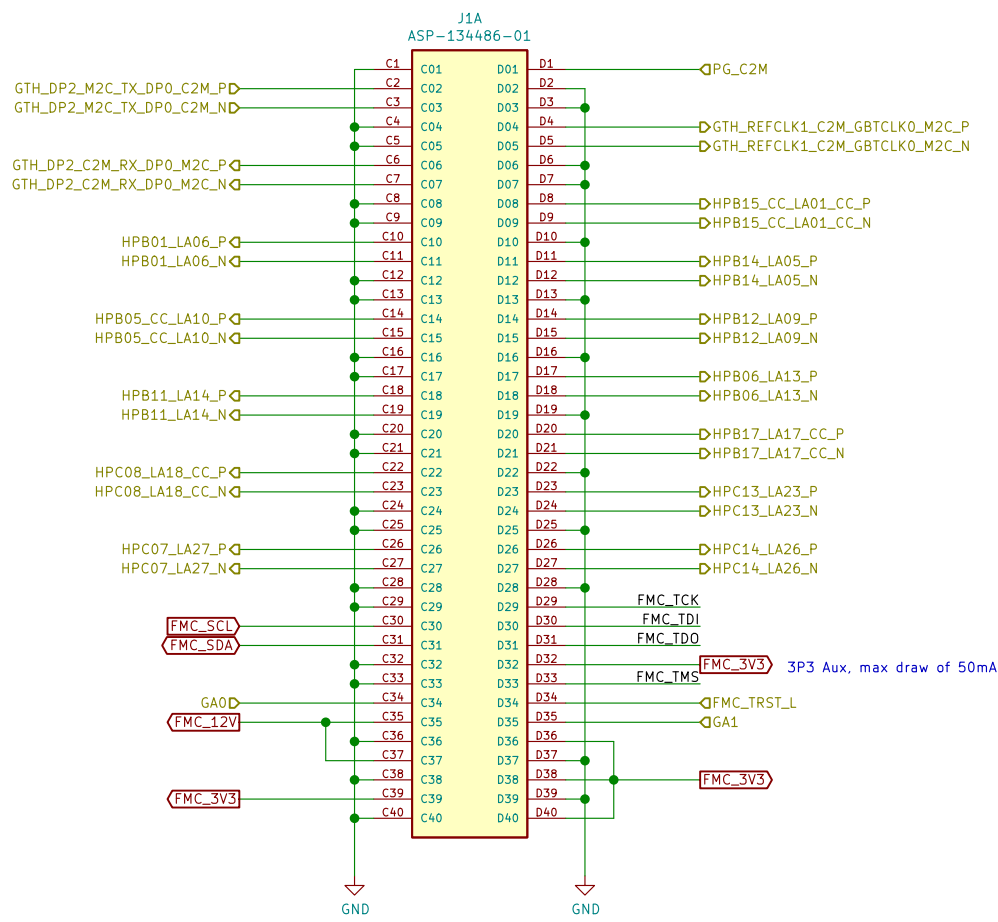 J1A
ASP-134486-01
C1 C01 D01 D1 PG_C2M
GTH_DP2_M2C_TX_DP0_C2M_P C2 C02 D02 D2
GTH_DP2_M2C_TX_DP0_C2M_N C3 C03 D03 D3
C4 C04 D04 D4 GTH_REFCLK1_C2M_GBTCLK0_M2C_P
C5 C05 D05 D5 GTH_REFCLK1_C2M_GBTCLK0_M2C_N
GTH_DP2_C2M_RX_DP0_M2C_P C6 C06 D06 D6
GTH_DP2_C2M_RX_DP0_M2C_N C7 C07 D07 D7
C8 C08 D08 D8 HPB15_CC_LA01_CC_P
C9 C09 D09 D9 HPB15_CC_LA01_CC_N
HPB01_LA06_P C10 C10 D10 D10
HPB01_LA06_N C11 C11 D11 D11 HPB14_LA05_P
C12 C12 D12 D12 HPB14_LA05_N
C13 C13 D13 D13
HPB05_CC_LA10_P C14 C14 D14 D14 HPB12_LA09_P
HPB05_CC_LA10_N C15 C15 D15 D15 HPB12_LA09_N
C16 C16 D16 D16
C17 C17 D17 D17 HPB06_LA13_P
HPB11_LA14_P C18 C18 D18 D18 HPB06_LA13_N
HPB11_LA14_N C19 C19 D19 D19
C20 C20 D20 D20 HPB17_LA17_CC_P
C21 C21 D21 D21 HPB17_LA17_CC_N
HPC08_LA18_CC_P C22 C22 D22 D22
HPC08_LA18_CC_N C23 C23 D23 D23 HPC13_LA23_P
C24 C24 D24 D24 HPC13_LA23_N
C25 C25 D25 D25
HPC07_LA27_P C26 C26 D26 D26 HPC14_LA26_P
HPC07_LA27_N C27 C27 D27 D27 HPC14_LA26_N
C28 C28 D28 D28
C29 C29 D29 D29 FMC_TCK
FMC_SCL C30 C30 D30 D30 FMC_TDI
FMC_SDA C31 C31 D31 D31 FMC_TDO
C32 C32 D32 D32 FMC_3V3 3P3 Aux, max draw of 50mA
C33 C33 D33 D33 FMC_TMS
GA0 C34 C34 D34 D34 FMC_TRST_L
FMC_12V C35 C35 D35 D35 GA1
C36 C36 D36 D36
C37 C37 D37 D37
C38 C38 D38 D38 FMC_3V3
FMC_3V3 C39 C39 D39 D39
C40 C40 D40 D40
GND GND